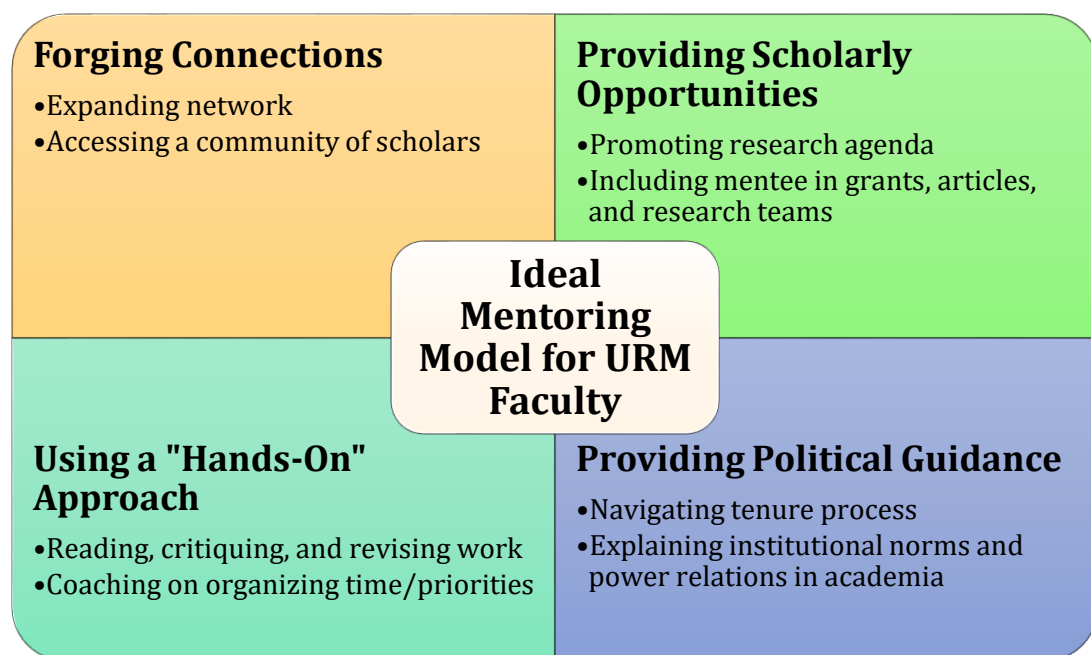 Forging Connections
•Expanding network
•Accessing a community of scholars
Providing Scholarly
Opportunities
•Promoting research agenda
•Including mentee in grants, articles,
and research teams
Ideal
Mentoring
Model for URM
Faculty
Using a "Hands-On"
Approach
•Reading, critiquing, and revising work
•Coaching on organizing time/priorities
Providing Political Guidance
•Navigating tenure process
•Explaining institutional norms and
power relations in academia